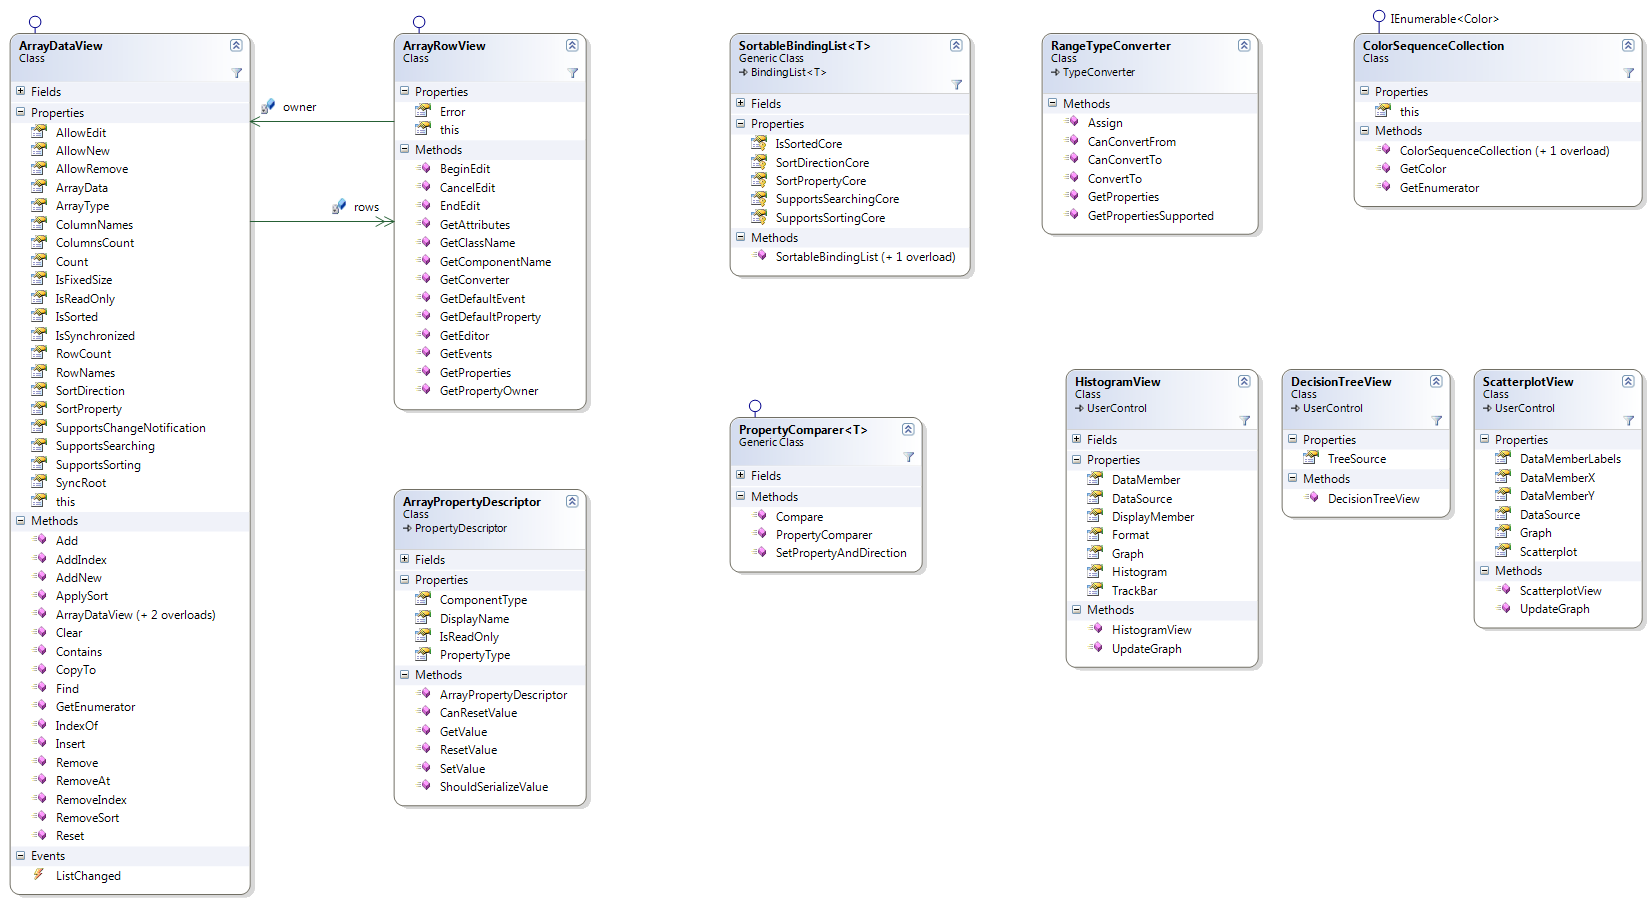 ArrayDataView
Class
Fields
Properties
AllowEdit
AllowNew
AllowRemove
ArrayData
ArrayType
ColumnNames
ColumnsCount
Count
IsFixedSize
IsReadOnly
IsSorted
IsSynchronized
RowCount
RowNames
SortDirection
SortProperty
SupportsChangeNotification
SupportsSearching
SupportsSorting
SyncRoot
this
Methods
Add
AddIndex
AddNew
ApplySort
ArrayDataView (+ 2 overloads)
Clear
Contains
CopyTo
Find
GetEnumerator
IndexOf
Insert
Remove
RemoveAt
RemoveIndex
RemoveSort
Reset
Events
ListChanged
owner
rows
ArrayRowView
Class
Properties
Error
this
Methods
BeginEdit
CancelEdit
EndEdit
GetAttributes
GetClassName
GetComponentName
GetConverter
GetDefaultEvent
GetDefaultProperty
GetEditor
GetEvents
GetProperties
GetPropertyOwner
ArrayPropertyDescriptor
Class
PropertyDescriptor
Fields
Properties
ComponentType
DisplayName
IsReadOnly
PropertyType
Methods
ArrayPropertyDescriptor
CanResetValue
GetValue
ResetValue
SetValue
ShouldSerializeValue
SortableBindingList<T>
Generic Class
BindingList<T>
Fields
Properties
IsSortedCore
SortDirectionCore
SortPropertyCore
SupportsSearchingCore
SupportsSortingCore
Methods
SortableBindingList (+ 1 overload)
PropertyComparer<T>
Generic Class
Fields
Methods
Compare
PropertyComparer
SetPropertyAndDirection
RangeTypeConverter
Class
TypeConverter
Methods
Assign
CanConvertFrom
CanConvertTo
ConvertTo
GetProperties
GetPropertiesSupported
IEnumerable<Color>
ColorSequenceCollection
Class
Properties
this
Methods
ColorSequenceCollection (+ 1 overload)
GetColor
GetEnumerator
HistogramView
Class
UserControl
Fields
Properties
DataMember
DataSource
DisplayMember
Format
Graph
Histogram
TrackBar
Methods
HistogramView
UpdateGraph
DecisionTreeView
Class
UserControl
Properties
TreeSource
Methods
DecisionTreeView
ScatterplotView
Class
UserControl
Properties
DataMemberLabels
DataMemberX
DataMemberY
DataSource
Graph
Scatterplot
Methods
ScatterplotView
UpdateGraph